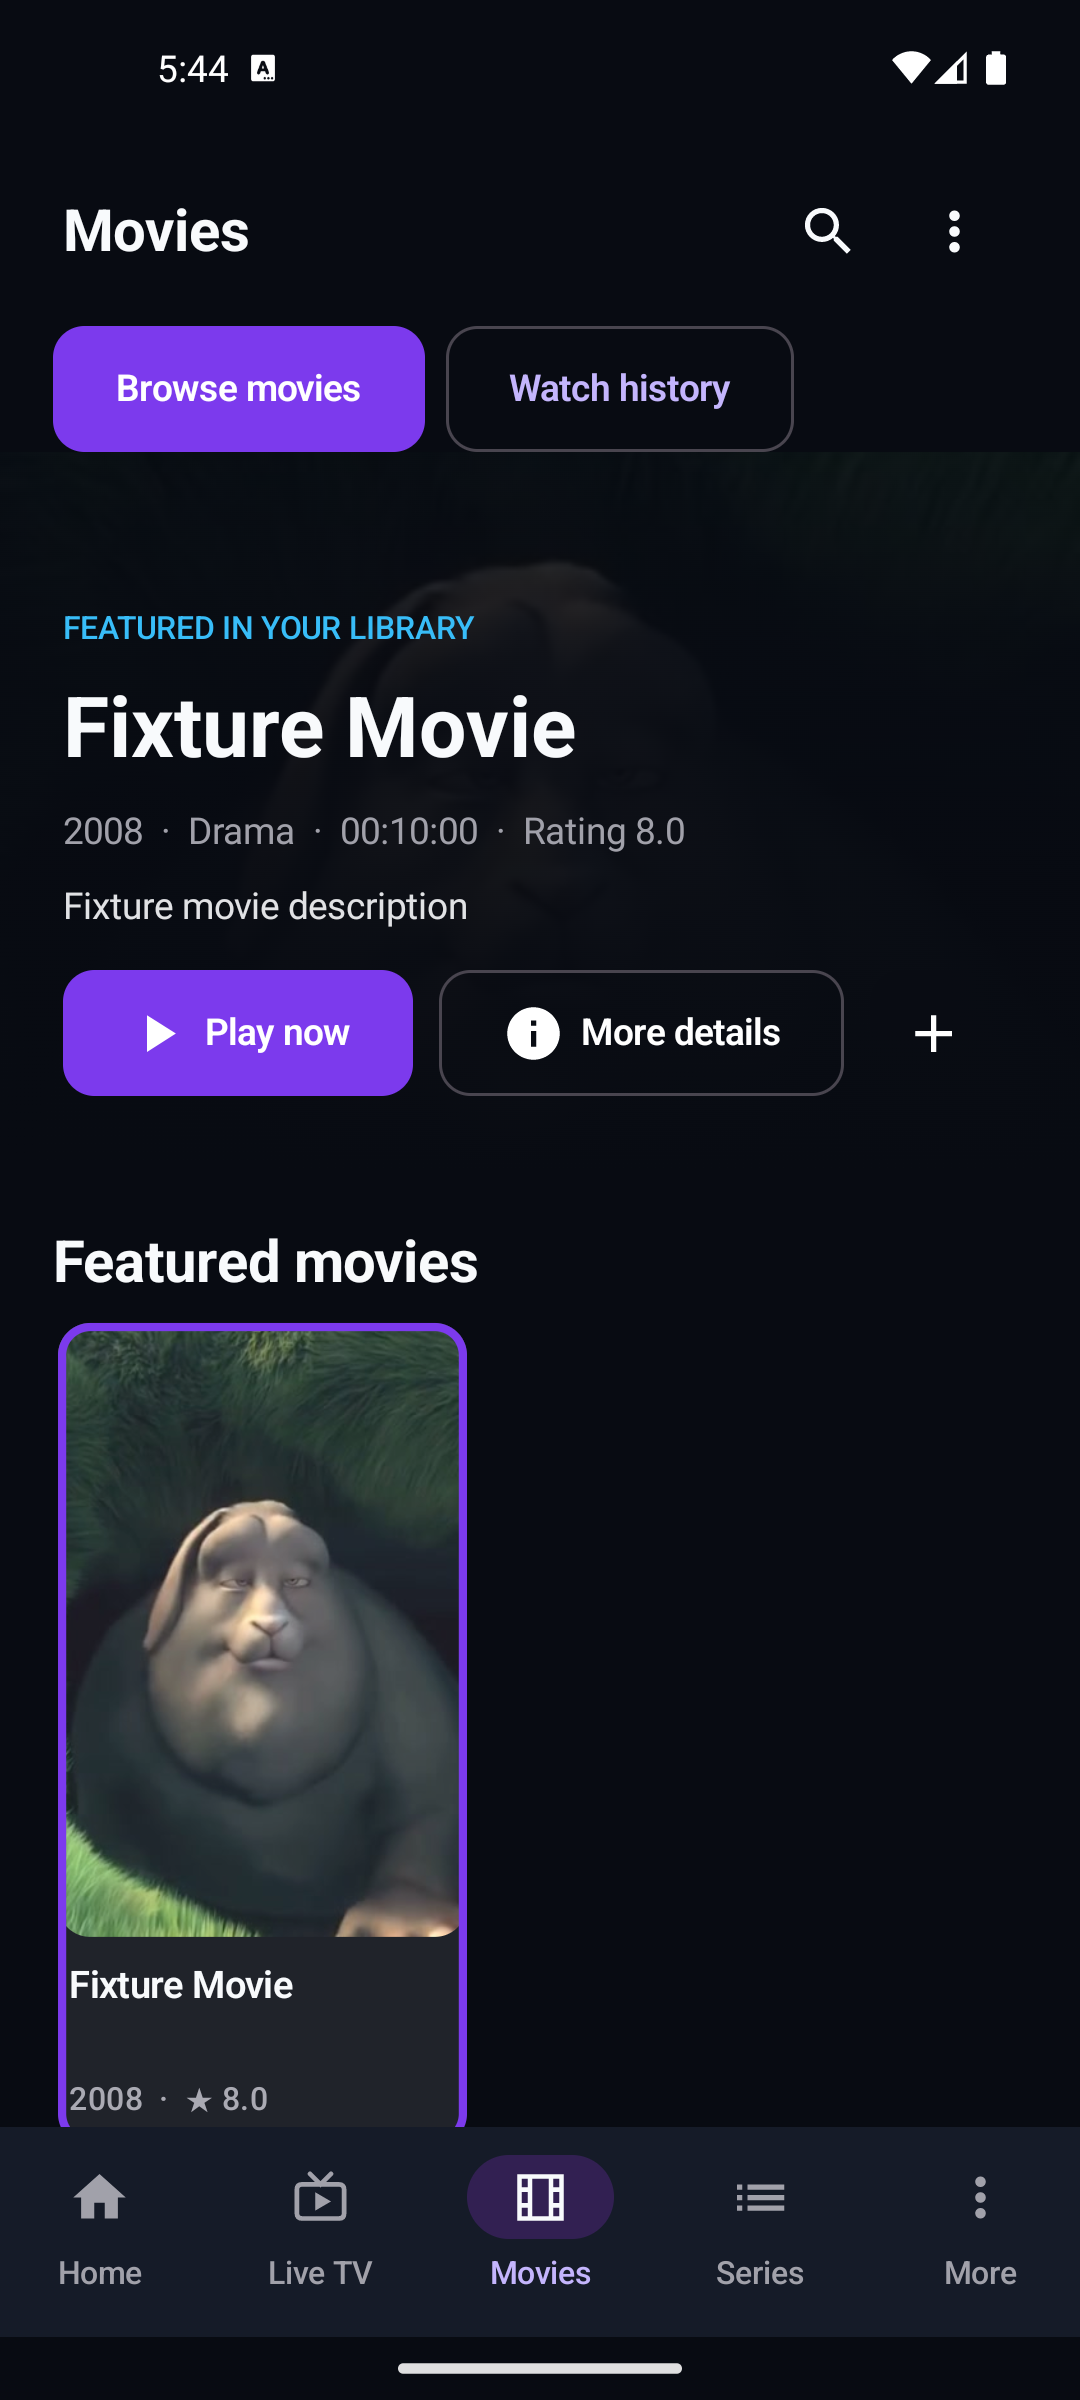 5:44
Movies
Browse movies
Watch history
FEATURED IN YOUR LIBRARY
Fixture Movie
2008 · Drama · 00:10:00 · Rating 8.0
Fixture movie description
Play now
More details
Featured movies
Fixture Movie
2008 · ★ 8.0
Home
Live TV
Movies
Series
More